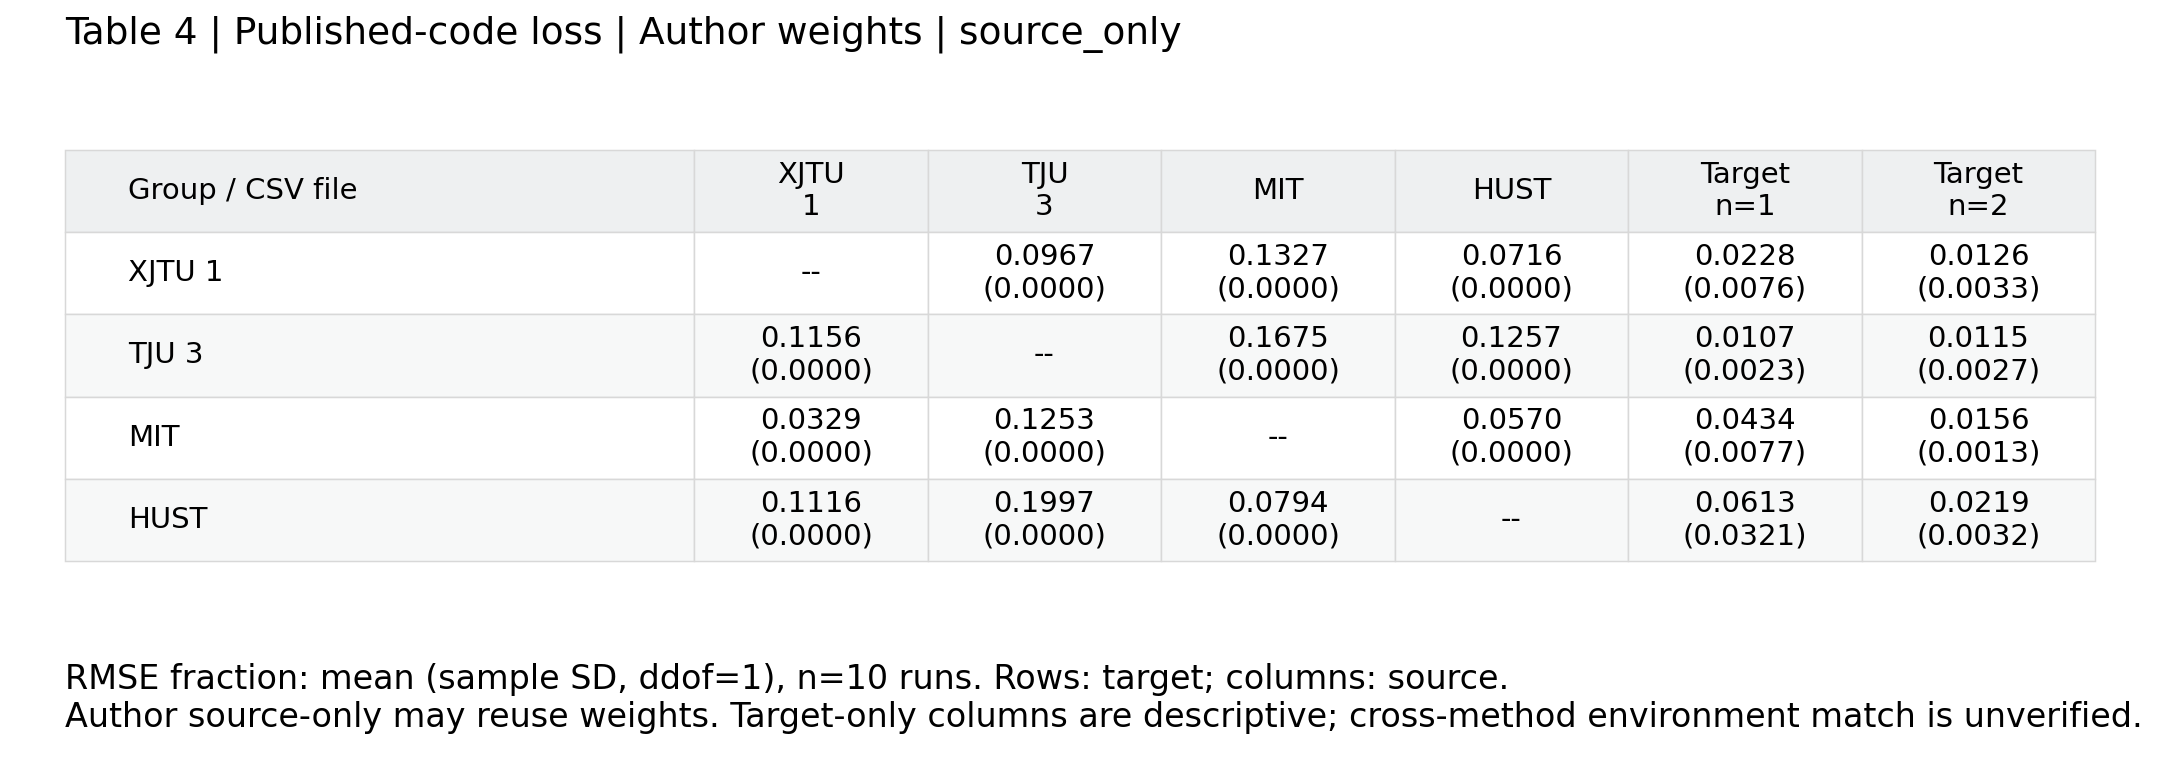 Table 4 | Published-code loss | Author weights | source_only
Group / CSV file XJTU 1 TJU 3 MIT HUST Target n=1 Target n=2
XJTU 1 -- 0.0967 (0.0000) 0.1327 (0.0000) 0.0716 (0.0000) 0.0228 (0.0076) 0.0126 (0.0033)
TJU 3 0.1156 (0.0000) -- 0.1675 (0.0000) 0.1257 (0.0000) 0.0107 (0.0023) 0.0115 (0.0027)
MIT 0.0329 (0.0000) 0.1253 (0.0000) -- 0.0570 (0.0000) 0.0434 (0.0077) 0.0156 (0.0013)
HUST 0.1116 (0.0000) 0.1997 (0.0000) 0.0794 (0.0000) -- 0.0613 (0.0321) 0.0219 (0.0032)
RMSE fraction: mean (sample SD, ddof=1), n=10 runs. Rows: target; columns: source.
Author source-only may reuse weights. Target-only columns are descriptive; cross-method environment match is unverified.